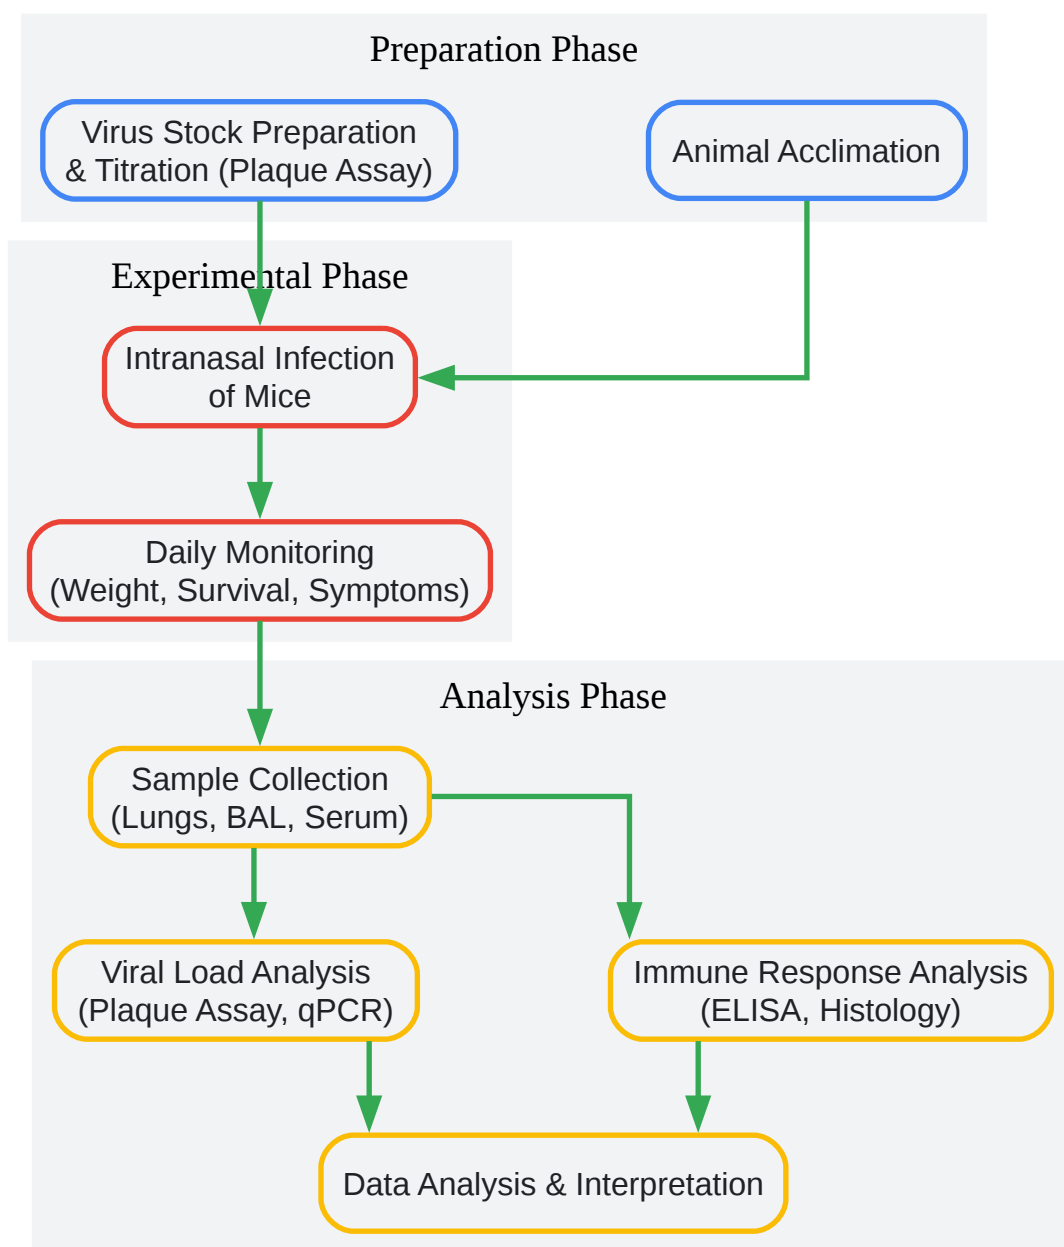 Preparation Phase
Virus Stock Preparation
& Titration (Plaque Assay)
Animal Acclimation
Experimental Phase
Intranasal Infection
of Mice
Daily Monitoring
(Weight, Survival, Symptoms)
Analysis Phase
Sample Collection
(Lungs, BAL, Serum)
Viral Load Analysis
(Plaque Assay, qPCR)
Immune Response Analysis
(ELISA, Histology)
Data Analysis & Interpretation